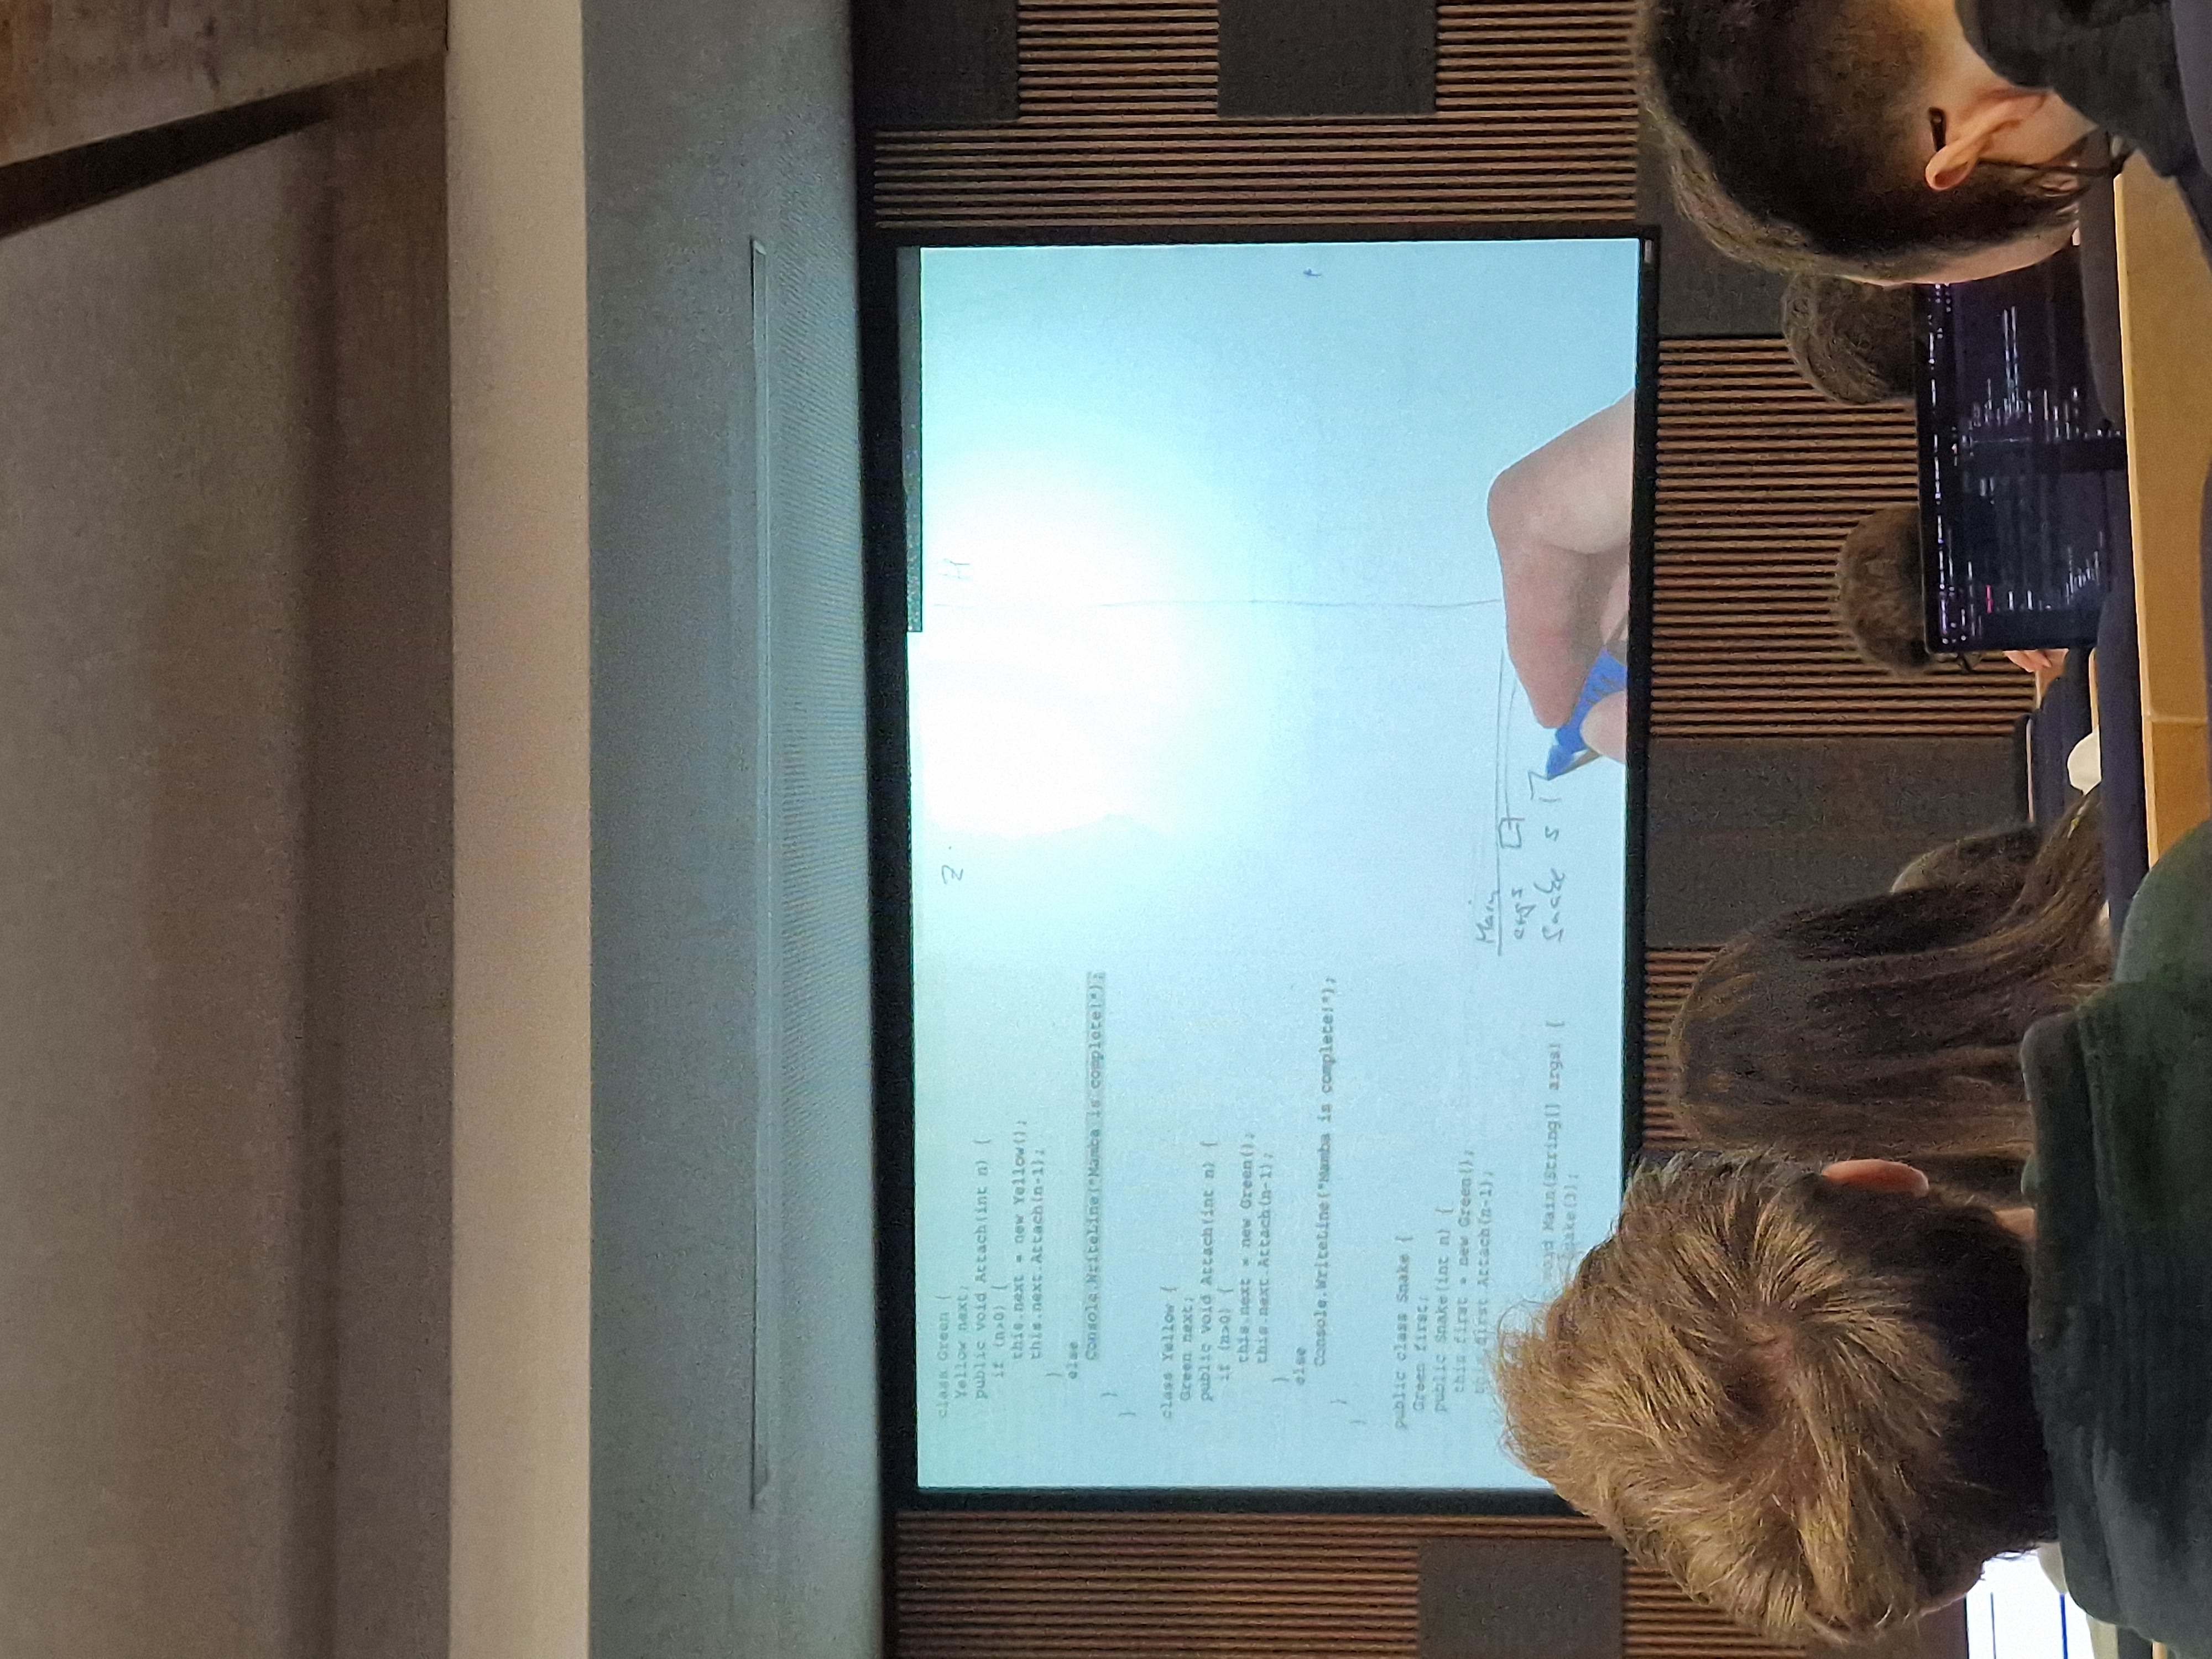 class Green {
Yellow next;
public void Attach(int n) {
if (n>0) {
this.next = new Yellow();
this.next.Attach(n-1);
}
else
Console.WriteLine("Mamba is complete!");
}
}
class Yellow {
Green next;
public void Attach(int n) {
if (n>0) {
this.next = new Green();
this.next.Attach(n-1);
}
else
Console.WriteLine("Mamba is complete!");
}
}
public class Snake {
Green first;
public Snake(int n) {
this.first = new Green();
this.first.Attach(n-1);
void Main(String[] args) {
Snake(3);
H
Main
args
Snake s